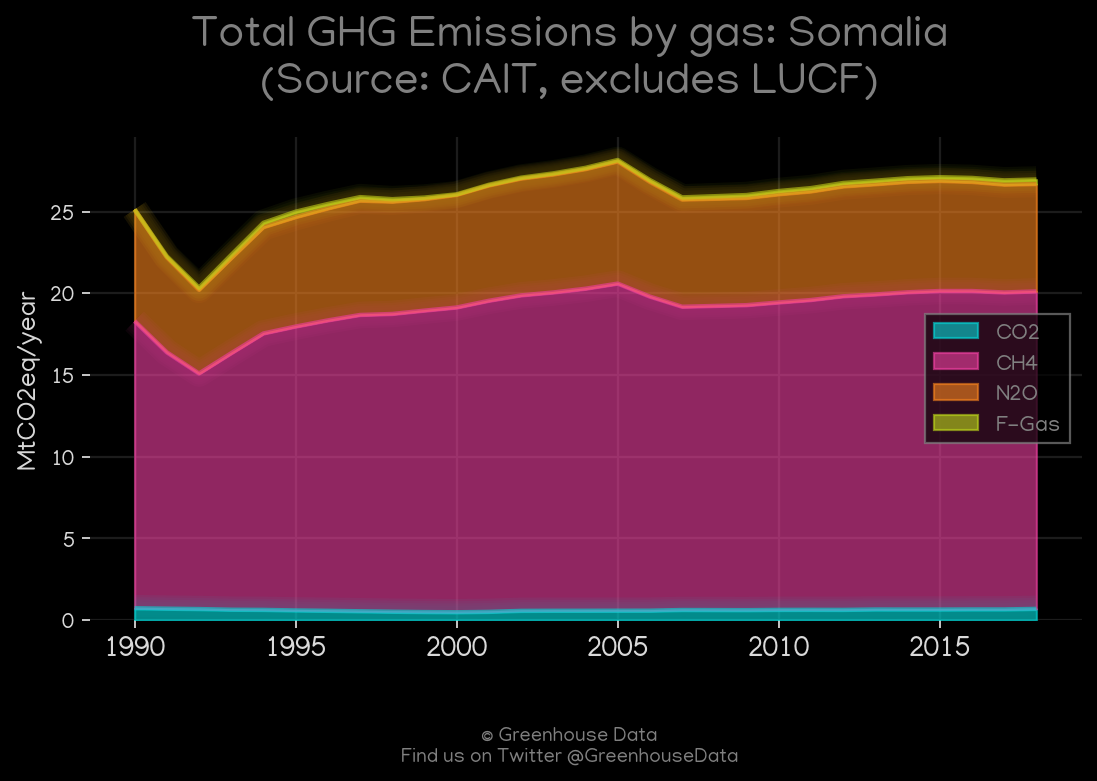 Total GHG Emissions by gas: Somalia
(Source: CAIT, excludes LUCF)
MtCO2eq/year
25
20
15
10
5
0
1990 1995 2000 2005 2010 2015
CO2
CH4
N2O
F-Gas
© Greenhouse Data
Find us on Twitter @GreenhouseData